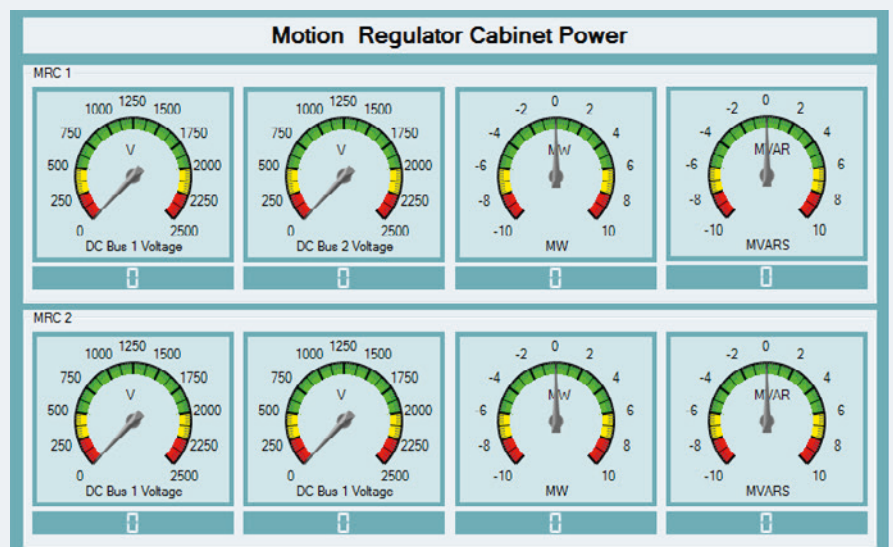 Motion Regulator Cabinet Power
MRC 1
0 250 500 750 1000 1250 1500 1750 2000 2250 2500
V
DC Bus 1 Voltage
0
0 250 500 750 1000 1250 1500 1750 2000 2250 2500
V
DC Bus 2 Voltage
0
-10 -8 -6 -4 -2 0 2 4 6 8 10
MW
MW
0
-10 -8 -6 -4 -2 0 2 4 6 8 10
MVAR
MVARS
0
MRC 2
0 250 500 750 1000 1250 1500 1750 2000 2250 2500
V
DC Bus 1 Voltage
0
0 250 500 750 1000 1250 1500 1750 2000 2250 2500
V
DC Bus 1 Voltage
0
-10 -8 -6 -4 -2 0 2 4 6 8 10
MW
MW
0
-10 -8 -6 -4 -2 0 2 4 6 8 10
MVAR
MVARS
0